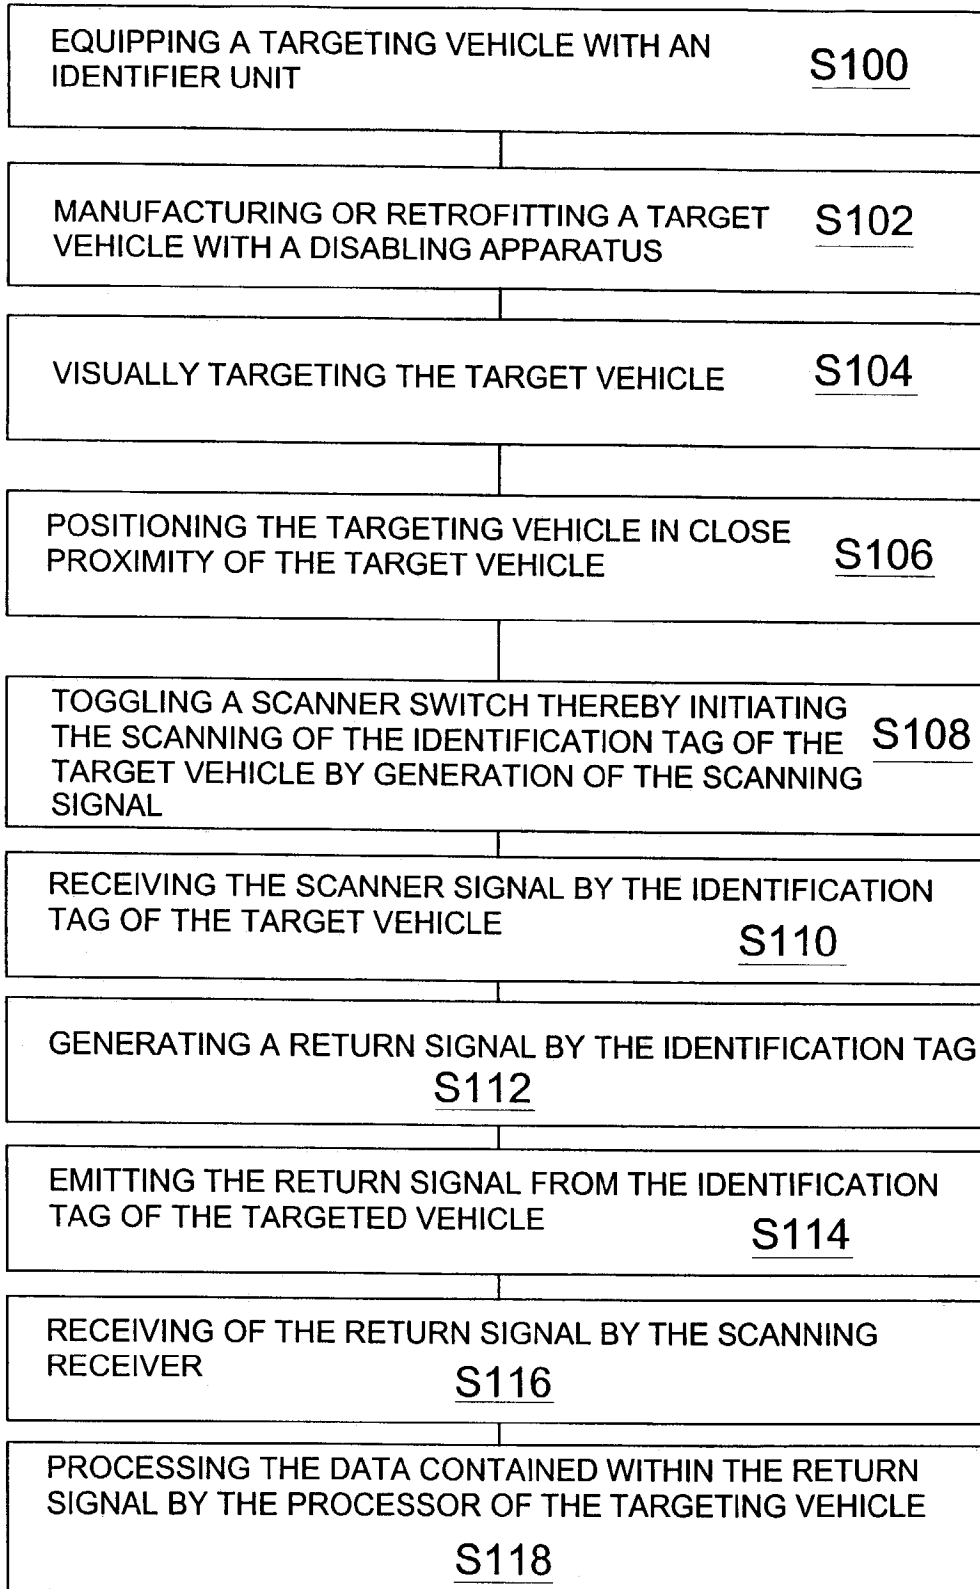 EQUIPPING A TARGETING VEHICLE WITH AN
IDENTIFIER UNIT
S100
MANUFACTURING OR RETROFITTING A TARGET
VEHICLE WITH A DISABLING APPARATUS
S102
VISUALLY TARGETING THE TARGET VEHICLE
S104
POSITIONING THE TARGETING VEHICLE IN CLOSE
PROXIMITY OF THE TARGET VEHICLE
S106
TOGGLING A SCANNER SWITCH THEREBY INITIATING
THE SCANNING OF THE IDENTIFICATION TAG OF THE
TARGET VEHICLE BY GENERATION OF THE SCANNING
SIGNAL
S108
RECEIVING THE SCANNER SIGNAL BY THE IDENTIFICATION
TAG OF THE TARGET VEHICLE
S110
GENERATING A RETURN SIGNAL BY THE IDENTIFICATION TAG
S112
EMITTING THE RETURN SIGNAL FROM THE IDENTIFICATION
TAG OF THE TARGETED VEHICLE
S114
RECEIVING OF THE RETURN SIGNAL BY THE SCANNING
RECEIVER
S116
PROCESSING THE DATA CONTAINED WITHIN THE RETURN
SIGNAL BY THE PROCESSOR OF THE TARGETING VEHICLE
S118